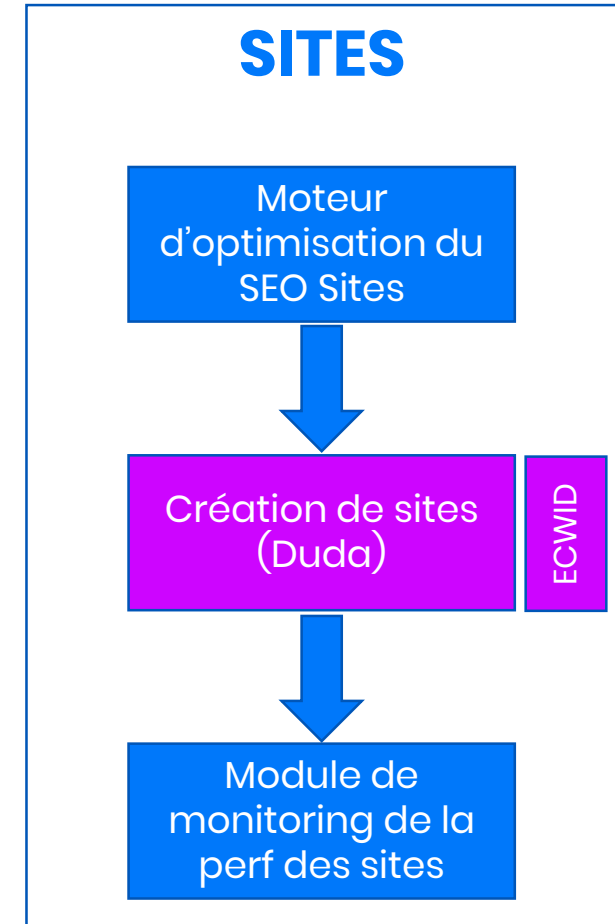 SITES
Moteur
d’optimisation du
SEO Sites
Création de sites
(Duda)
ECWID
Module de
monitoring de la
perf des sites